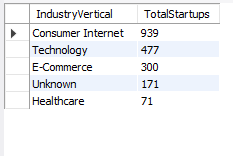 IndustryVertical TotalStartups
Consumer Internet 939
Technology 477
E-Commerce 300
Unknown 171
Healthcare 71